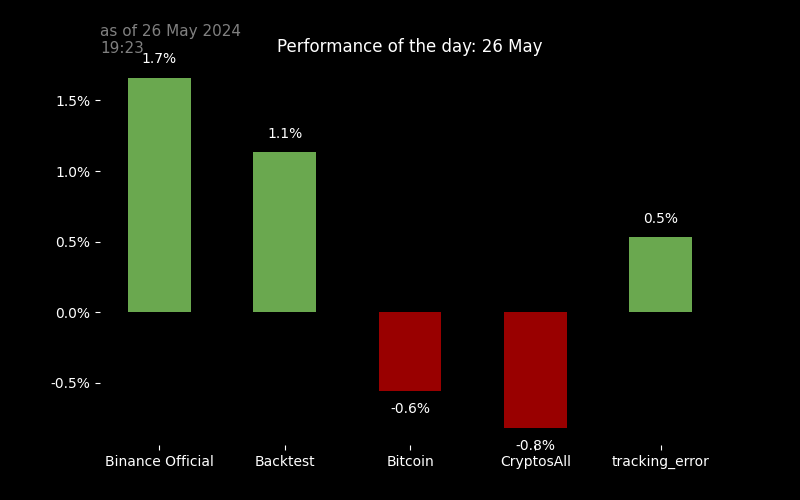 as of 26 May 2024
19:23
Performance of the day: 26 May
1.7%
1.5%
1.1%
1.0%
0.5%
0.5%
0.0%
-0.5%
-0.6%
-0.8%
Binance Official
Backtest
Bitcoin
CryptosAll
tracking_error